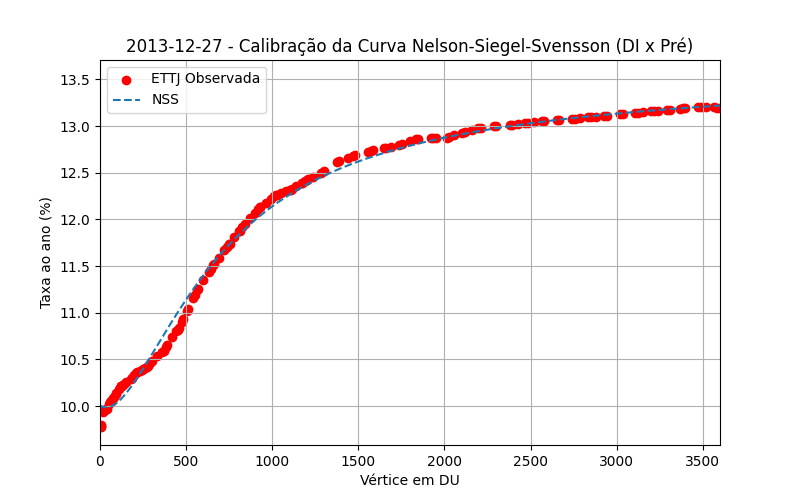 2013-12-27 - Calibração da Curva Nelson-Siegel-Svensson (DI x Pré)
ETTJ Observada
NSS
Taxa ao ano (%)
13.5
13.0
12.5
12.0
11.5
11.0
10.5
10.0
0 500 1000 1500 2000 2500 3000 3500
Vértice em DU